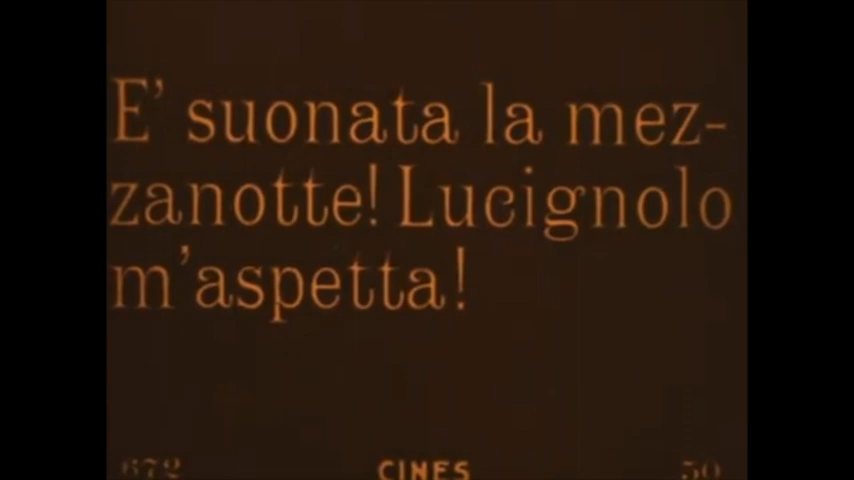 E' suonata la mez-
zanotte! Lucignolo
m'aspetta!
672 CINES 50